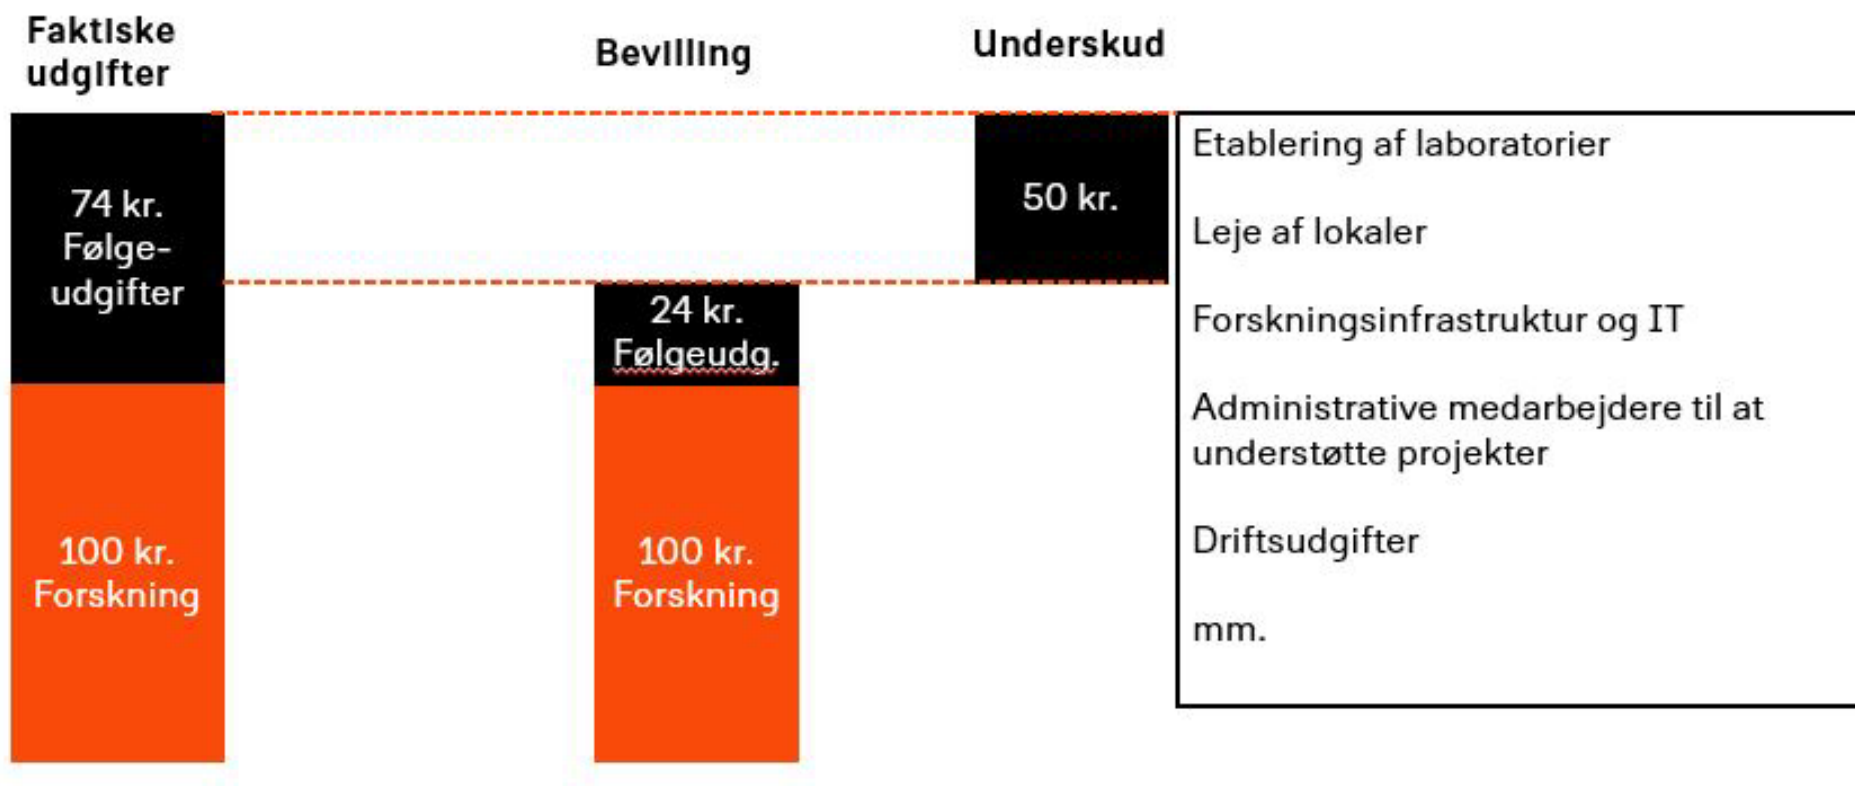 Faktiske
udgifter
Bevilling
Underskud
74 kr.
Følge-
udgifter
100 kr.
Forskning
24 kr.
Følgeudg.
100 kr.
Forskning
50 kr.
Etablering af laboratorier
Leje af lokaler
Forskningsinfrastruktur og IT
Administrative medarbejdere til at
understøtte projekter
Driftsudgifter
mm.